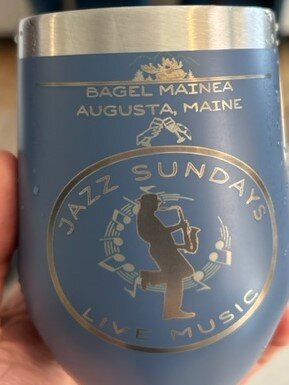 BAGEL MAINEA
AUGUSTA, MAINE
JAZZ SUNDAYS
LIVE MUSIC